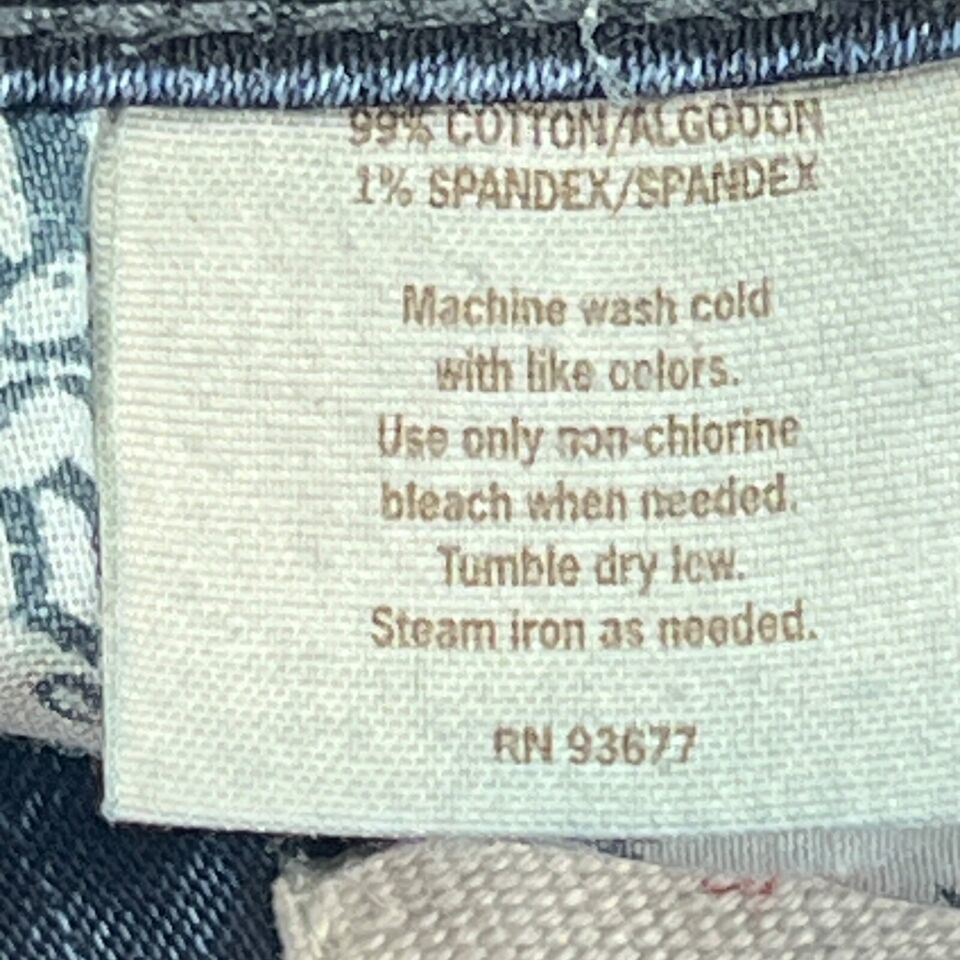 99% COTTON/ALGODON
1% SPANDEX/SPANDEX
Machine wash cold
with like colors.
Use only non-chlorine
bleach when needed.
Tumble dry low.
Steam iron as needed.
RN 93677